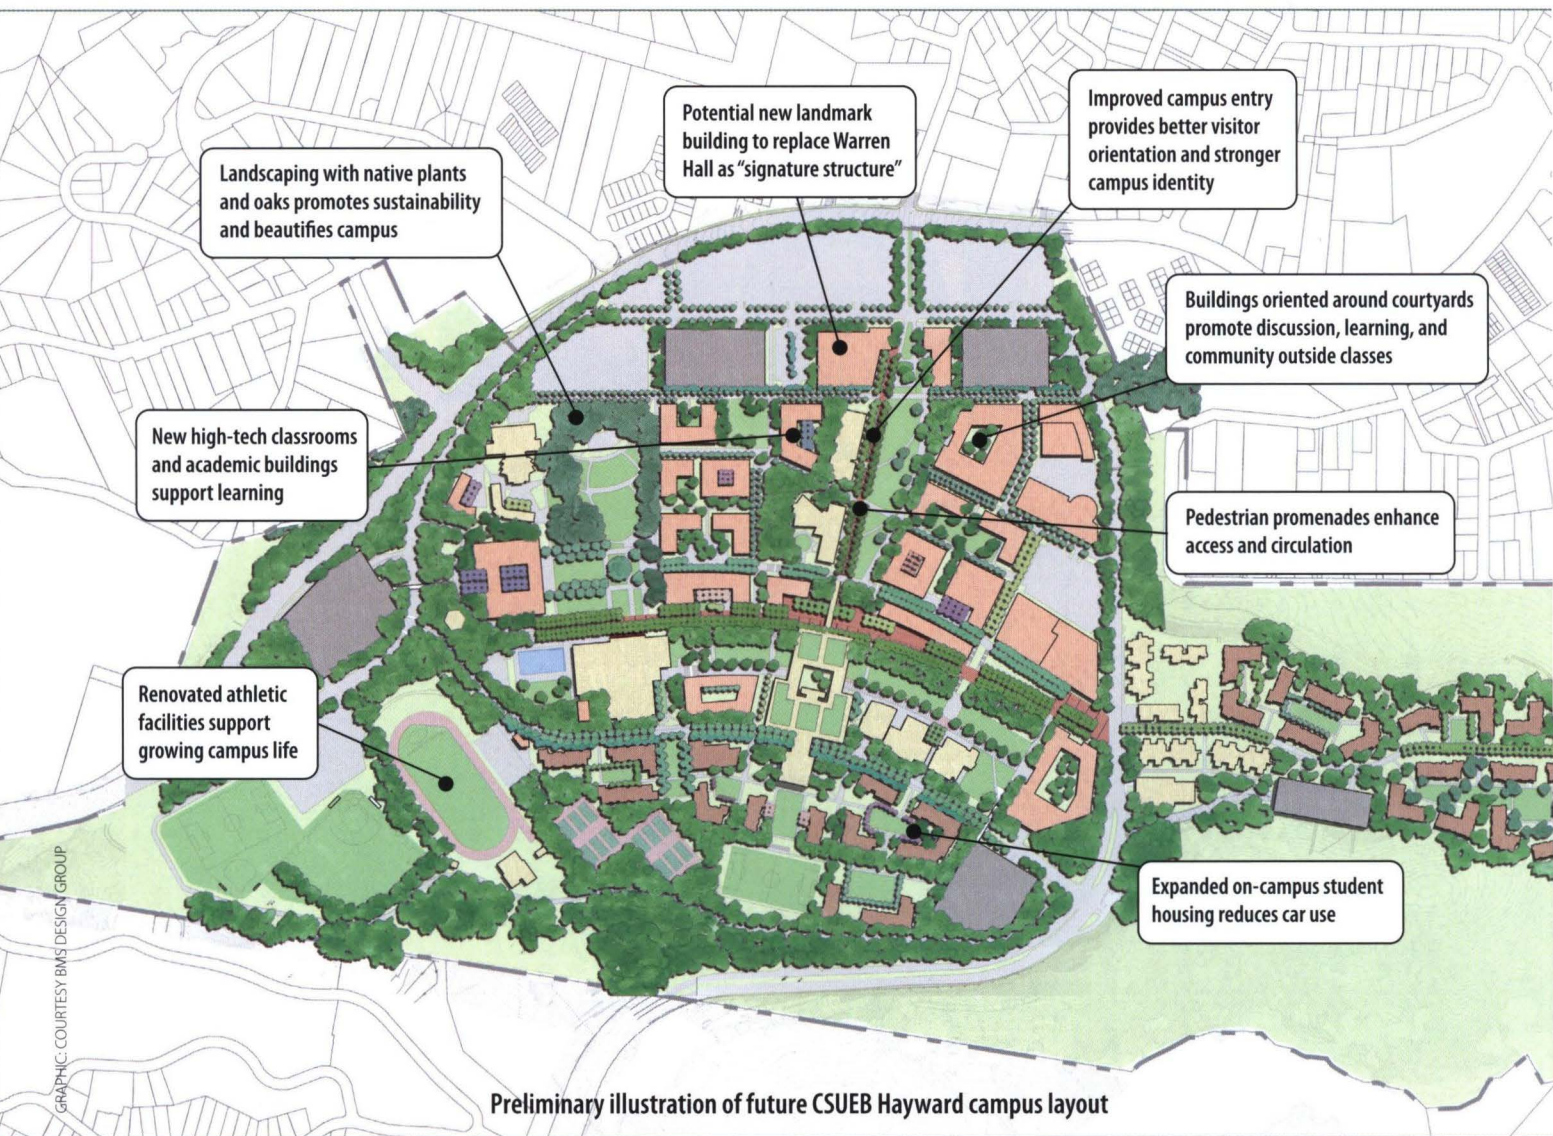 Potential new landmark
building to replace Warren
Hall as “signature structure”
Improved campus entry
provides better visitor
orientation and stronger
campus identity
Landscaping with native plants
and oaks promotes sustainability
and beautifies campus
Buildings oriented around courtyards
promote discussion, learning, and
community outside classes
New high-tech classrooms
and academic buildings
support learning
Pedestrian promenades enhance
access and circulation
Renovated athletic
facilities support
growing campus life
Expanded on-campus student
housing reduces car use
GRAPHIC: COURTESY BMS DESIGN GROUP
Preliminary illustration of future CSUEB Hayward campus layout